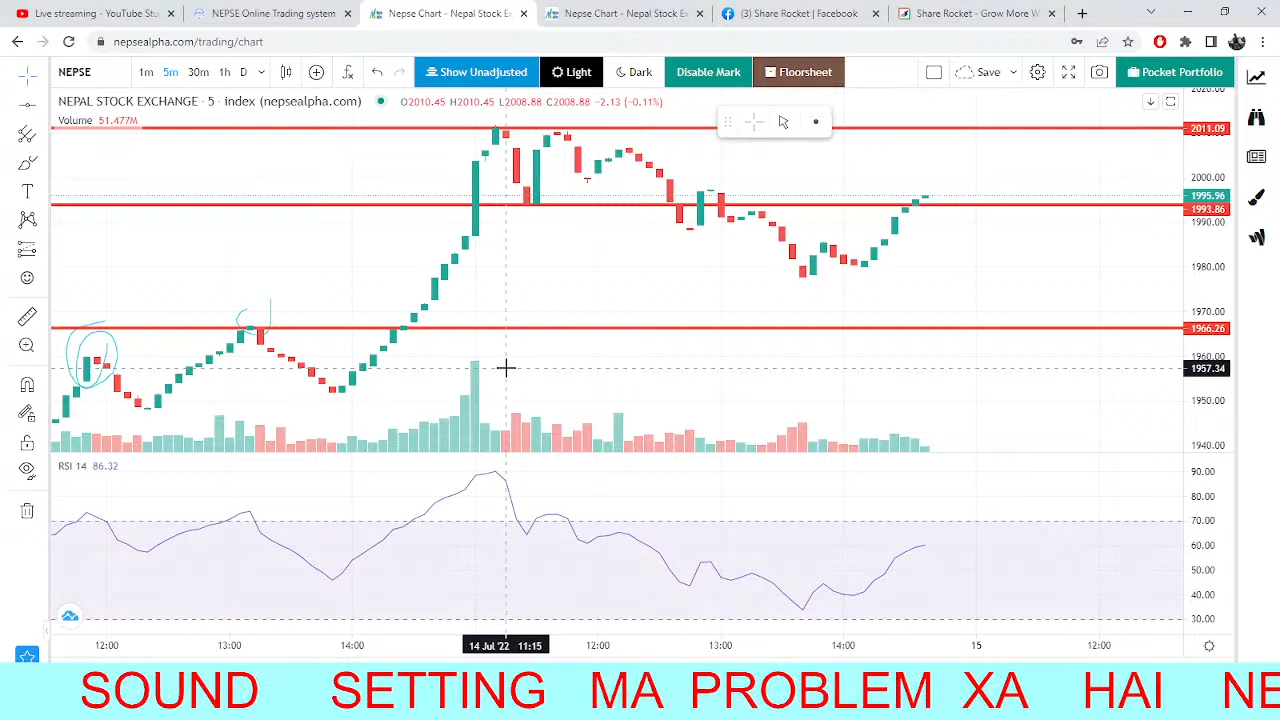 Live streaming - YouTube Stu
NEPSE Online Trading system
Nepse Chart - Nepal Stock Ex
Nepse Chart - Nepal Stock Ex
(3) Share Rocket | Facebook
Share Rocket - Grow More W
nepsealpha.com/trading/chart
NEPSE 1m 5m 30m 1h D Show Unadjusted Light Dark Disable Mark Floorsheet Save Pocket Portfolio
NEPAL STOCK EXCHANGE · 5 · index (nepsealpha.com) O2010.45 H2010.45 L2008.88 C2008.88 −2.13 (−0.11%)
Volume 51.477M
2020.00
2011.09
2000.00
1995.96
1993.86
1990.00
1980.00
1970.00
1966.26
1960.00
1957.34
1950.00
1940.00
RSI 14 86.32
90.00
80.00
70.00
60.00
50.00
40.00
30.00
12:00 13:00 14:00 14 Jul '22 11:15 12:00 13:00 14:00 15 12:00
SOUND SETTING MA PROBLEM XA HAI NE